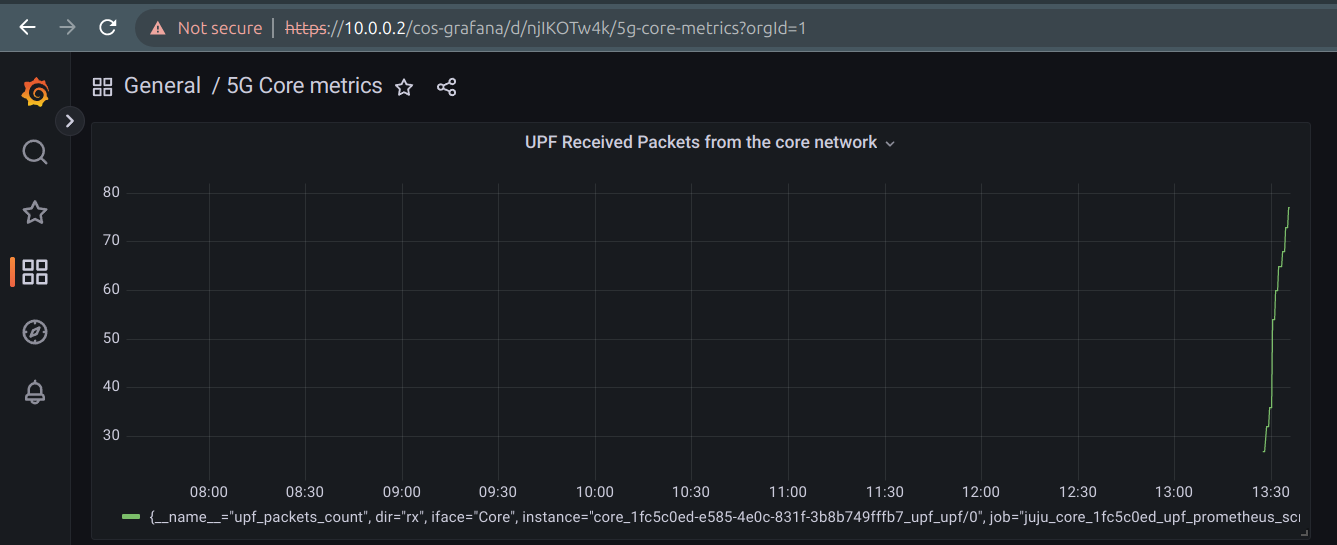 Not secure | https://10.0.0.2/cos-grafana/d/njIKOTw4k/5g-core-metrics?orgId=1
General / 5G Core metrics
UPF Received Packets from the core network
80
70
60
50
40
30
08:00 08:30 09:00 09:30 10:00 10:30 11:00 11:30 12:00 12:30 13:00 13:30
{__name__="upf_packets_count", dir="rx", iface="Core", instance="core_1fc5c0ed-e585-4e0c-831f-3b8b749fffb7_upf_upf/0", job="juju_core_1fc5c0ed_upf_prometheus_scr